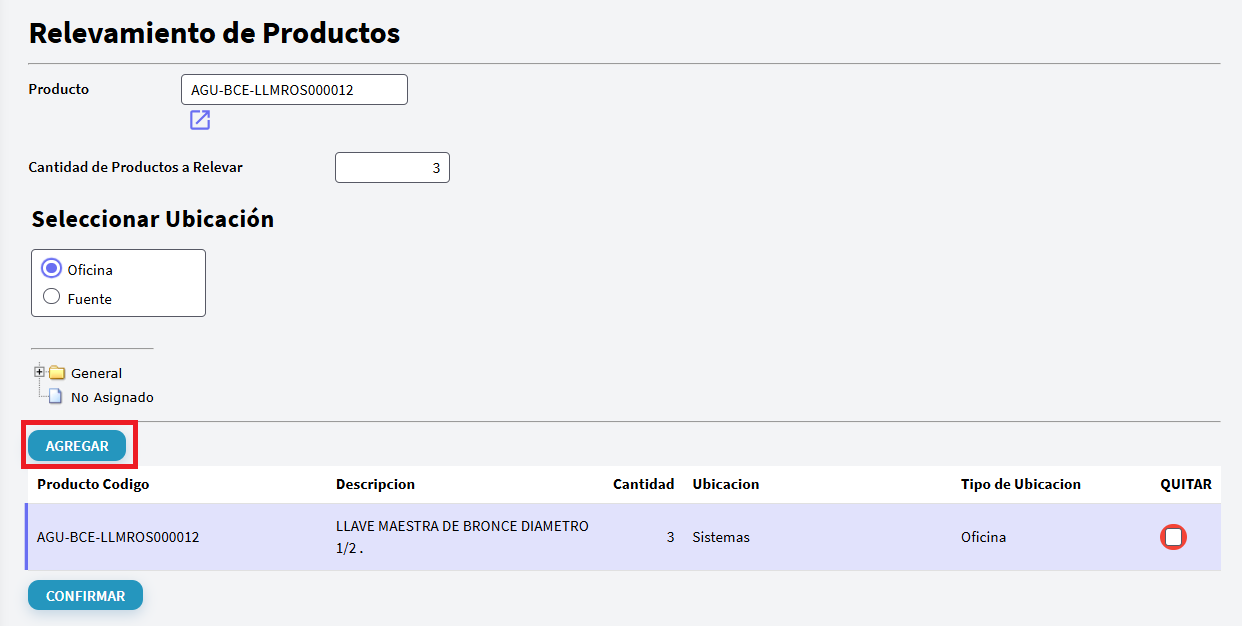 Relevamiento de Productos
Producto AGU-BCE-LLMROS000012
Cantidad de Productos a Relevar 3
Seleccionar Ubicación
Oficina
Fuente
General
No Asignado
AGREGAR
Producto Codigo Descripcion Cantidad Ubicacion Tipo de Ubicacion QUITAR
AGU-BCE-LLMROS000012 LLAVE MAESTRA DE BRONCE DIAMETRO 3 Sistemas Oficina
1/2 .
CONFIRMAR